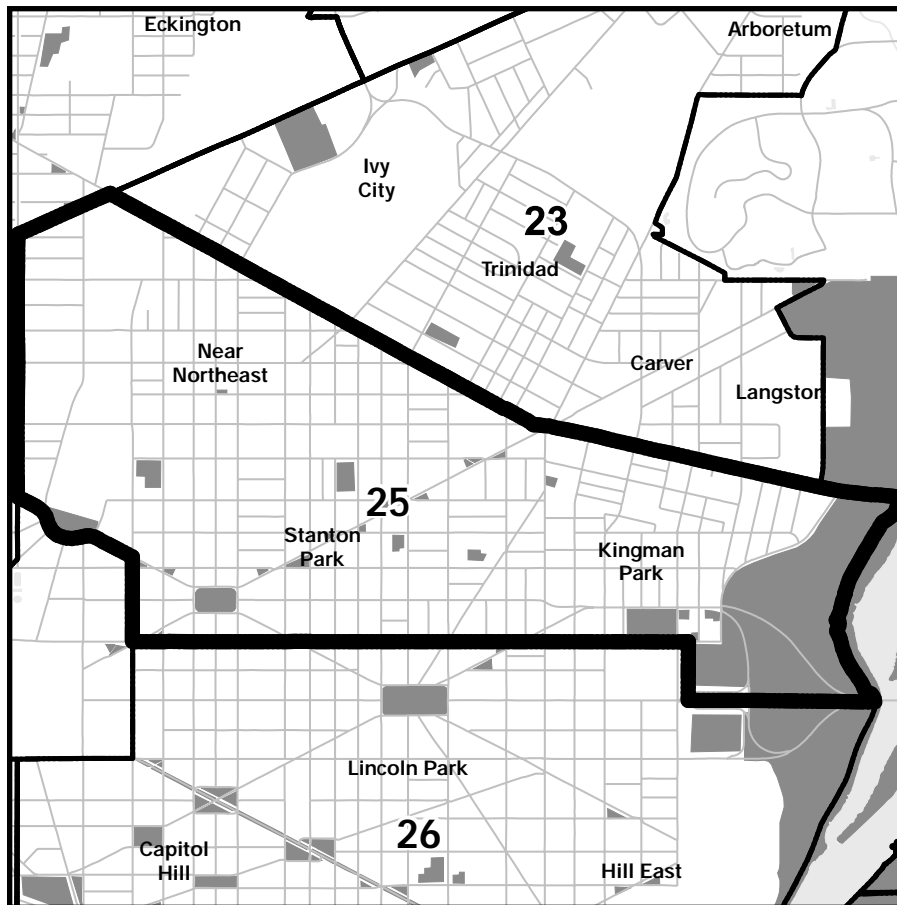 Eckington
Arboretum
Ivy
City
23
Trinidad
Near
Northeast
Carver
Langston
25
Stanton
Park
Kingman
Park
Lincoln Park
26
Capitol
Hill
Hill East